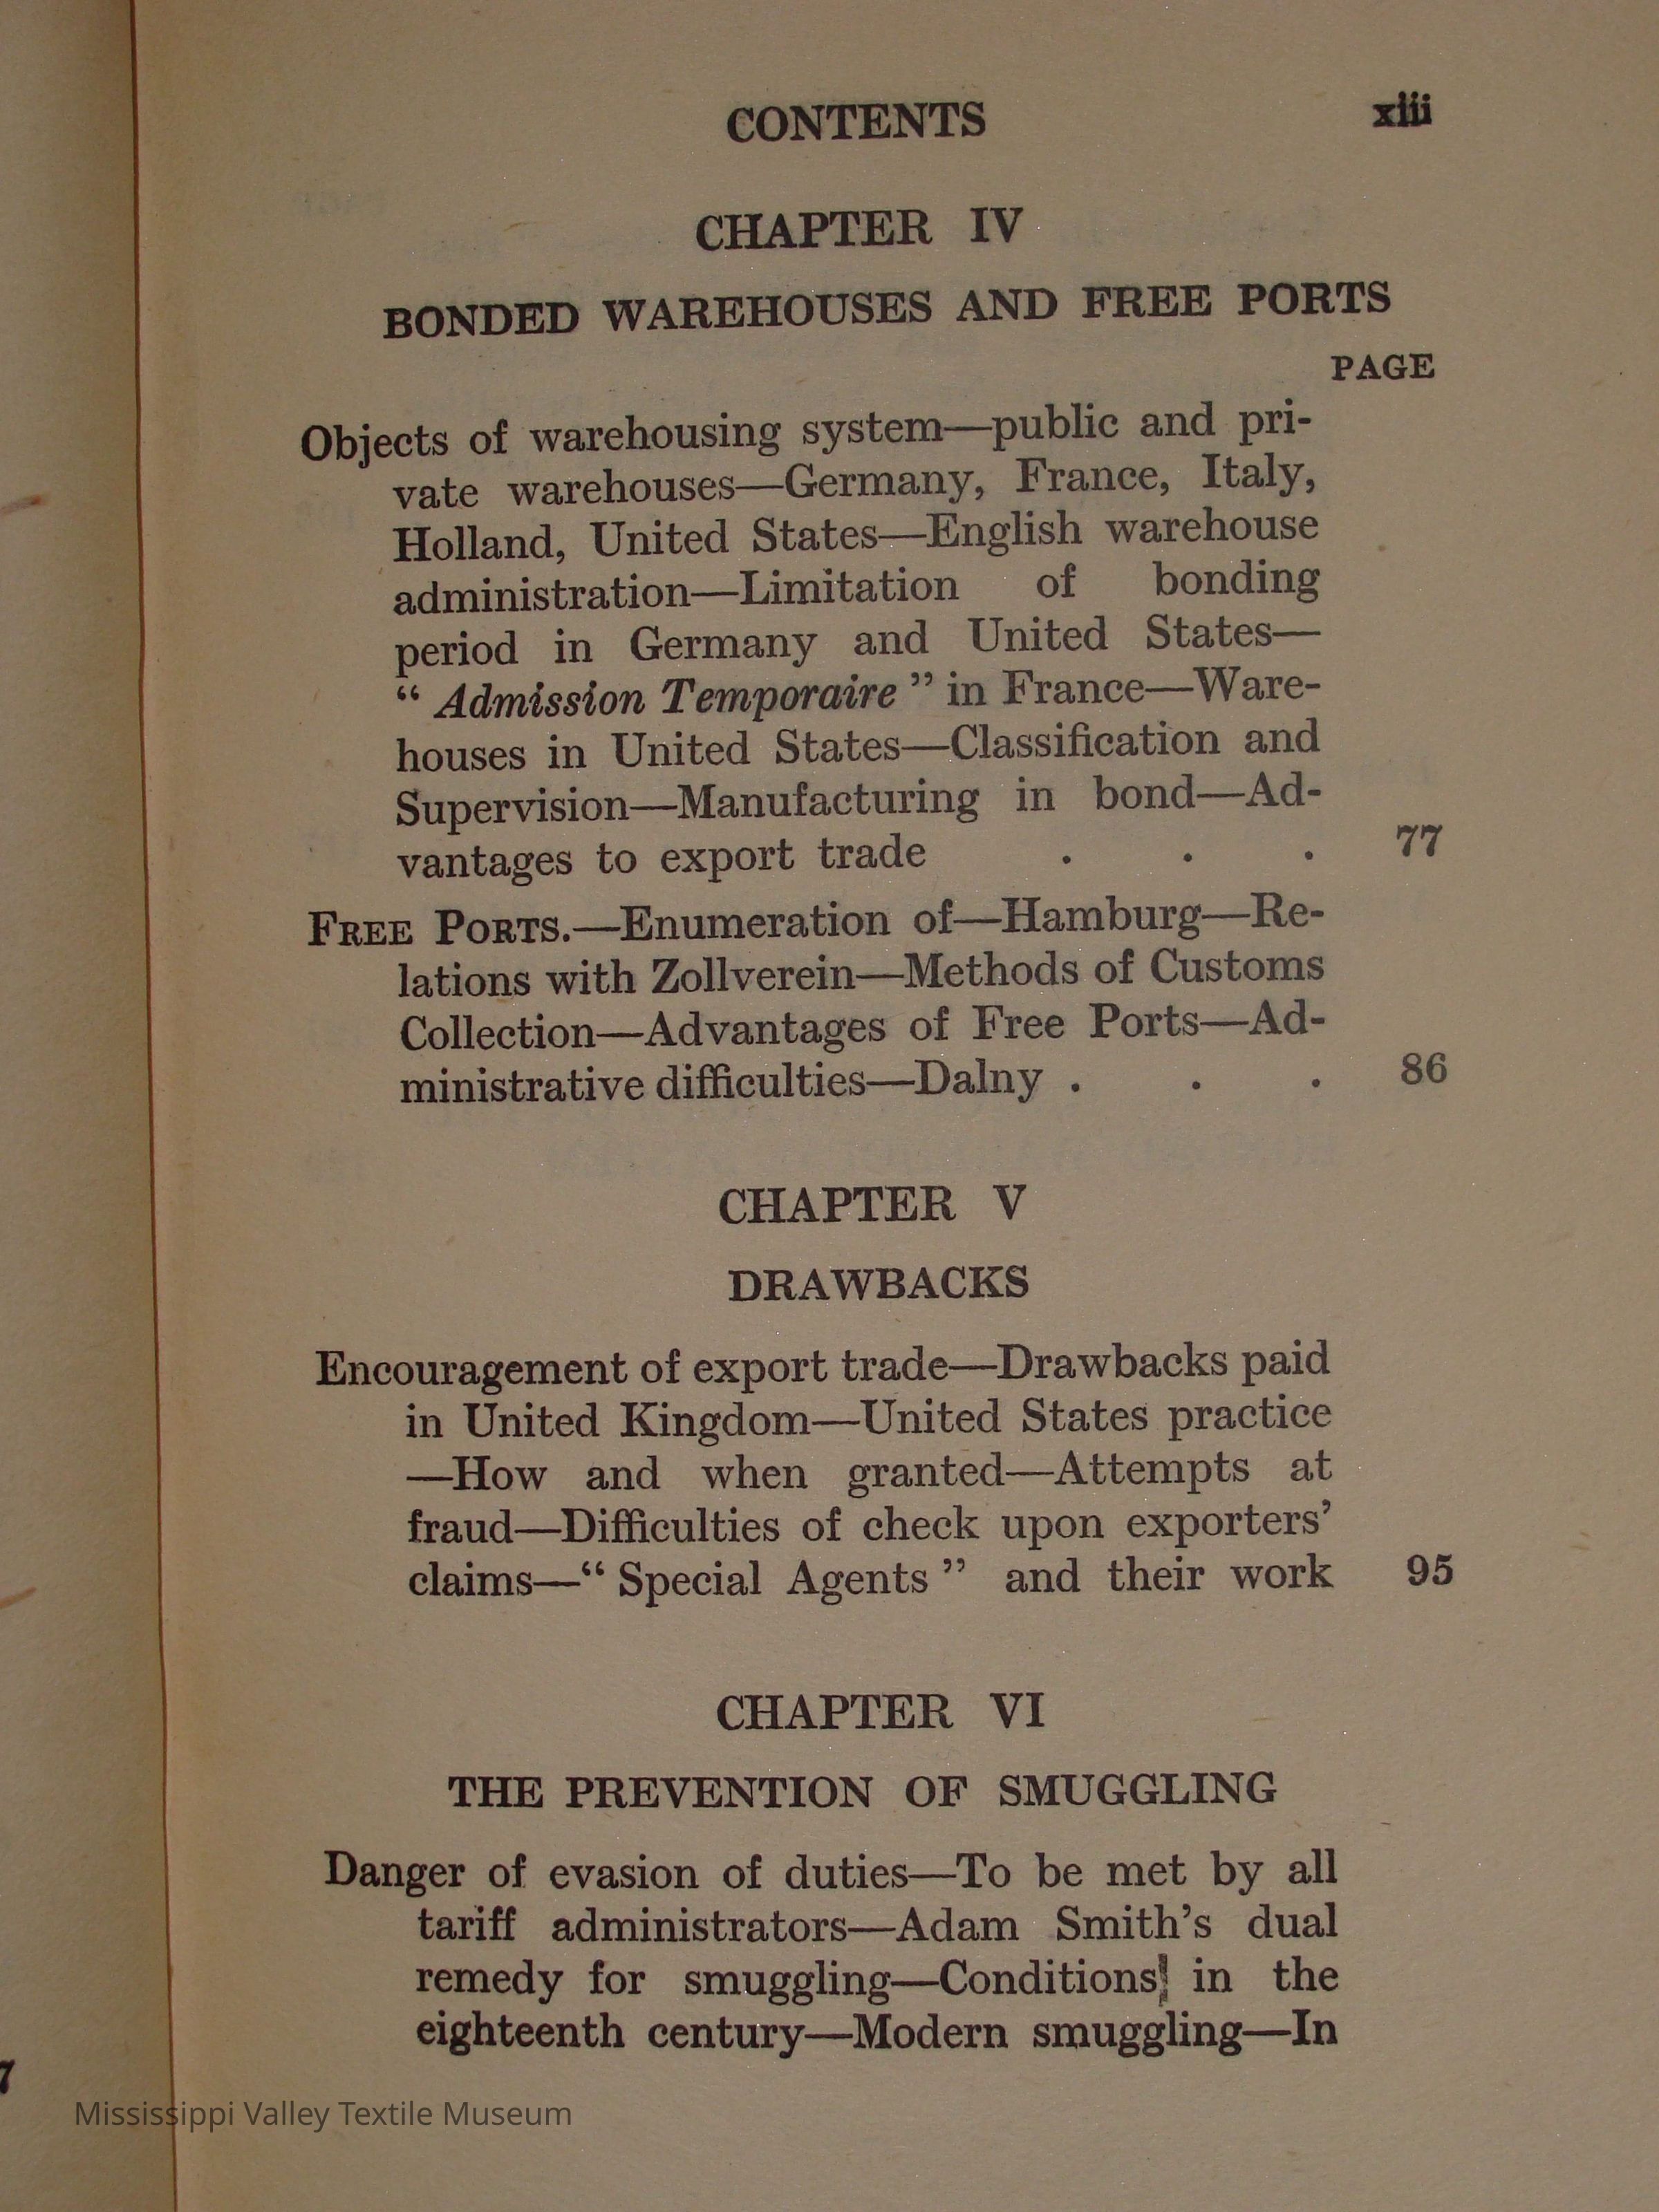 CONTENTS xiii
CHAPTER IV
BONDED WAREHOUSES AND FREE PORTS
PAGE
Objects of warehousing system—public and pri-
vate warehouses—Germany, France, Italy,
Holland, United States—English warehouse
administration—Limitation of bonding
period in Germany and United States—
“ Admission Temporaire ” in France—Ware-
houses in United States—Classification and
Supervision—Manufacturing in bond—Ad-
vantages to export trade . . . 77
FREE PORTS.—Enumeration of—Hamburg—Re-
lations with Zollverein—Methods of Customs
Collection—Advantages of Free Ports—Ad-
ministrative difficulties—Dalny . . . 86
CHAPTER V
DRAWBACKS
Encouragement of export trade—Drawbacks paid
in United Kingdom—United States practice
—How and when granted—Attempts at
fraud—Difficulties of check upon exporters’
claims—“ Special Agents ” and their work 95
CHAPTER VI
THE PREVENTION OF SMUGGLING
Danger of evasion of duties—To be met by all
tariff administrators—Adam Smith’s dual
remedy for smuggling—Conditions in the
eighteenth century—Modern smuggling—In
7
Mississippi Valley Textile Museum